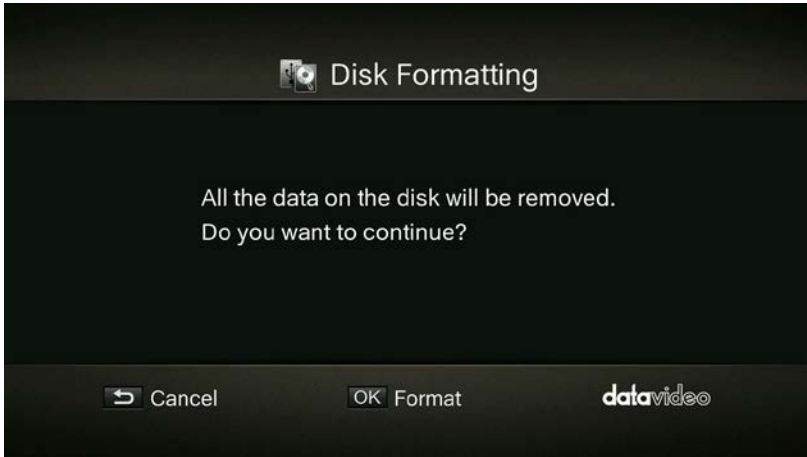 Disk Formatting
All the data on the disk will be removed.
Do you want to continue?
Cancel
OK Format
datavideo